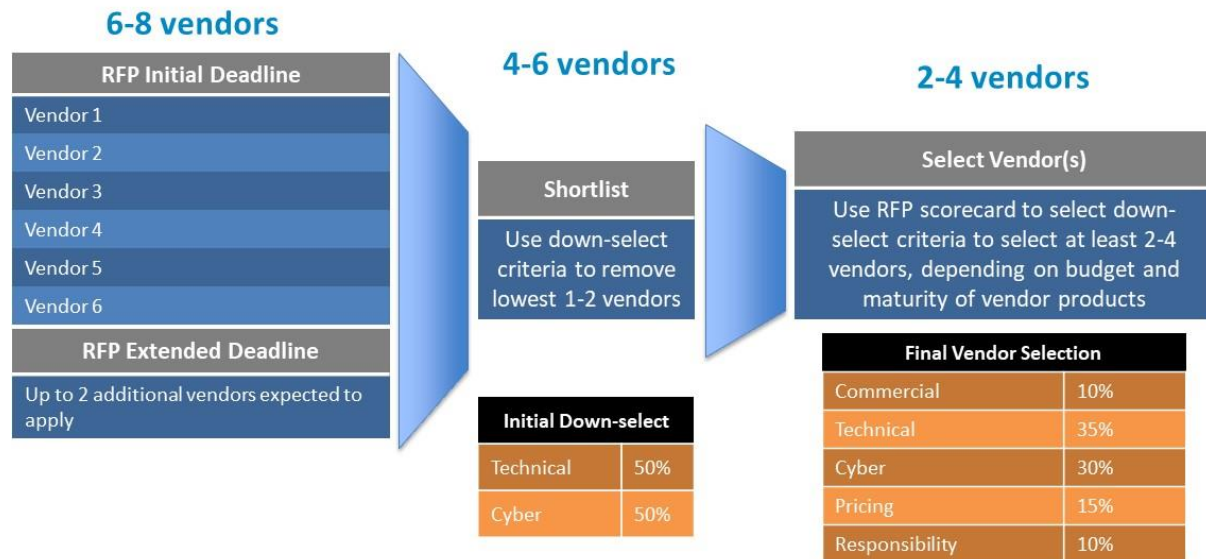 6-8 vendors
RFP Initial Deadline
Vendor 1
Vendor 2
Vendor 3
Vendor 4
Vendor 5
Vendor 6
RFP Extended Deadline
Up to 2 additional vendors expected to
apply
4-6 vendors
Shortlist
Use down-select
criteria to remove
lowest 1-2 vendors
Initial Down-select
Technical 50%
Cyber 50%
2-4 vendors
Select Vendor(s)
Use RFP scorecard to select down-
select criteria to select at least 2-4
vendors, depending on budget and
maturity of vendor products
Final Vendor Selection
Commercial 10%
Technical 35%
Cyber 30%
Pricing 15%
Responsibility 10%